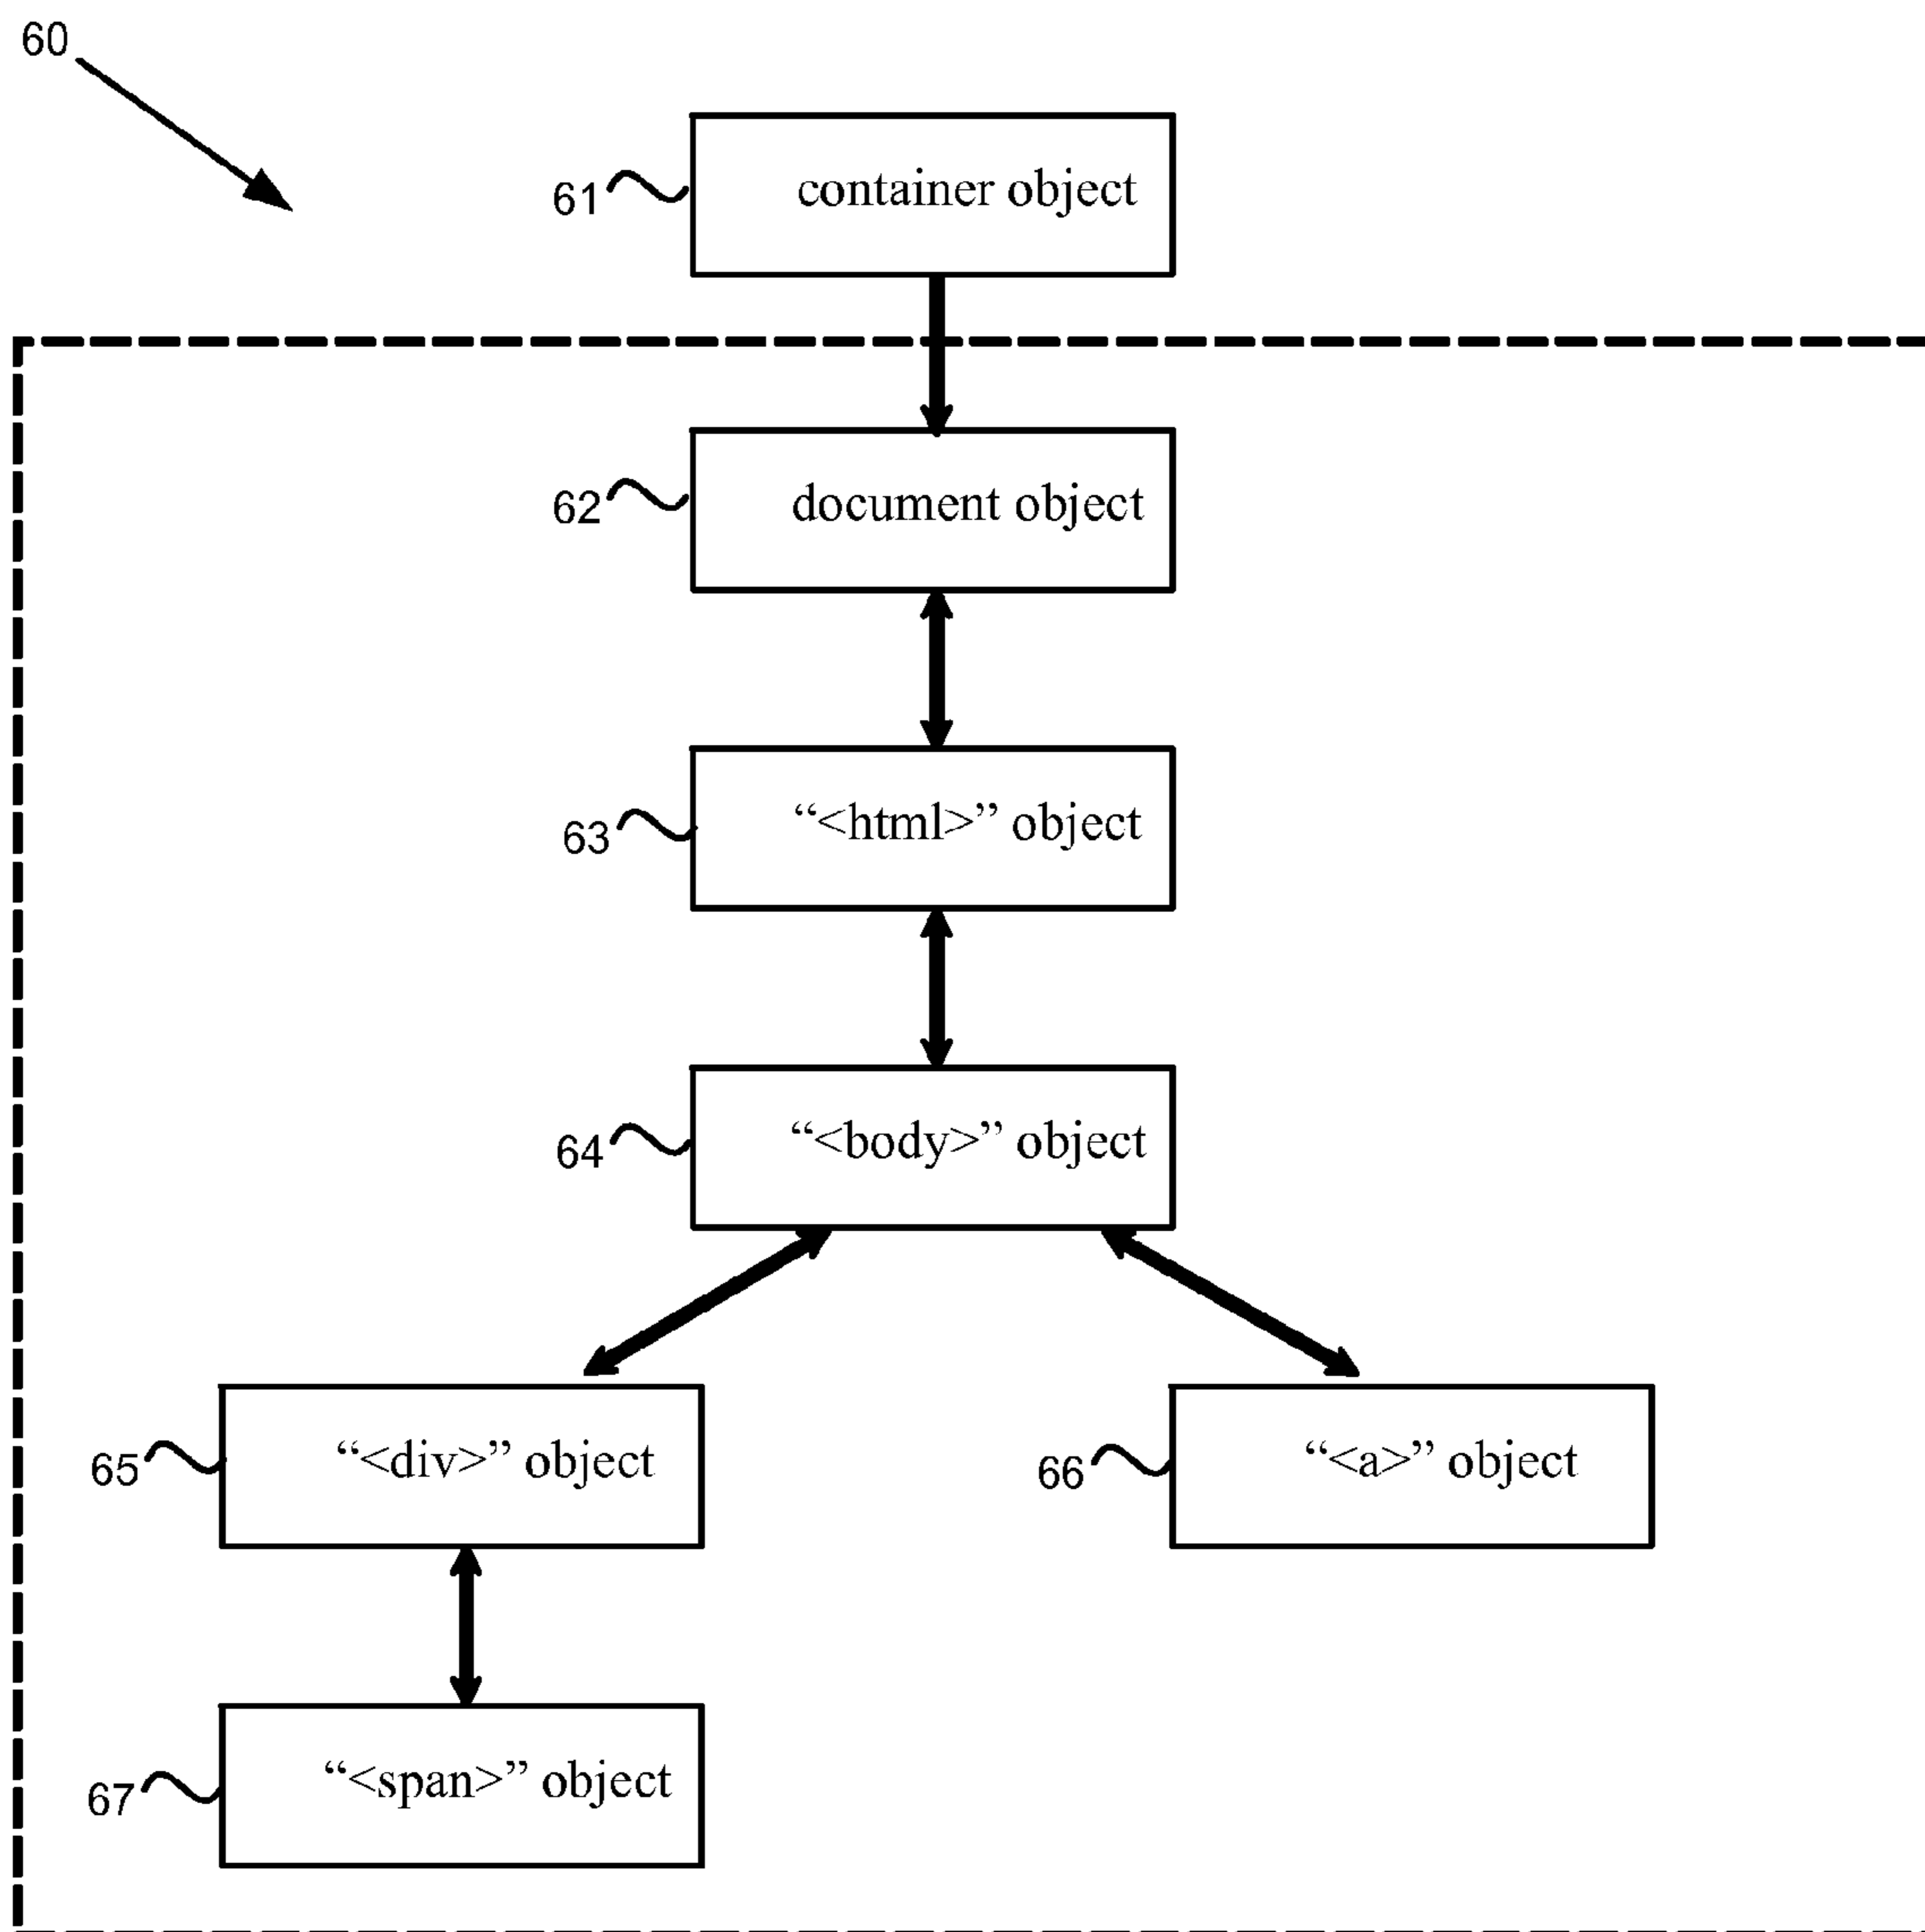 60
61
container object
62
document object
63
“<html>” object
64
“<body>” object
65
“<div>” object
66
“<a>” object
67
“<span>” object